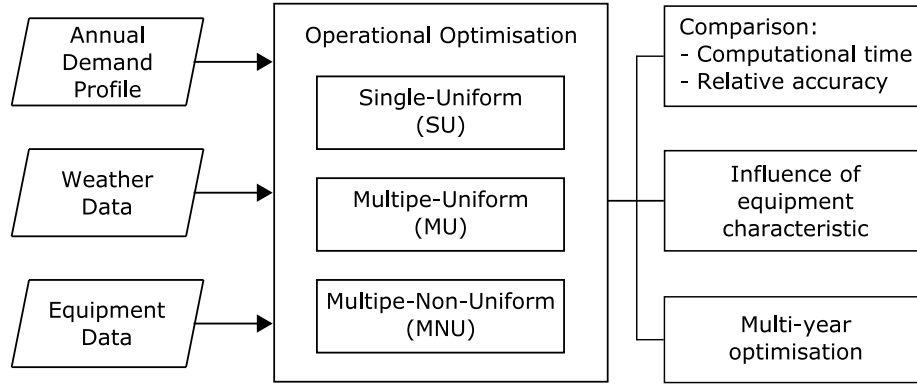 Annual
Demand
Profile
Weather
Data
Equipment
Data
Operational Optimisation
Single-Uniform
(SU)
Multipe-Uniform
(MU)
Multipe-Non-Uniform
(MNU)
Comparison:
- Computational time
- Relative accuracy
Influence of
equipment
characteristic
Multi-year
optimisation